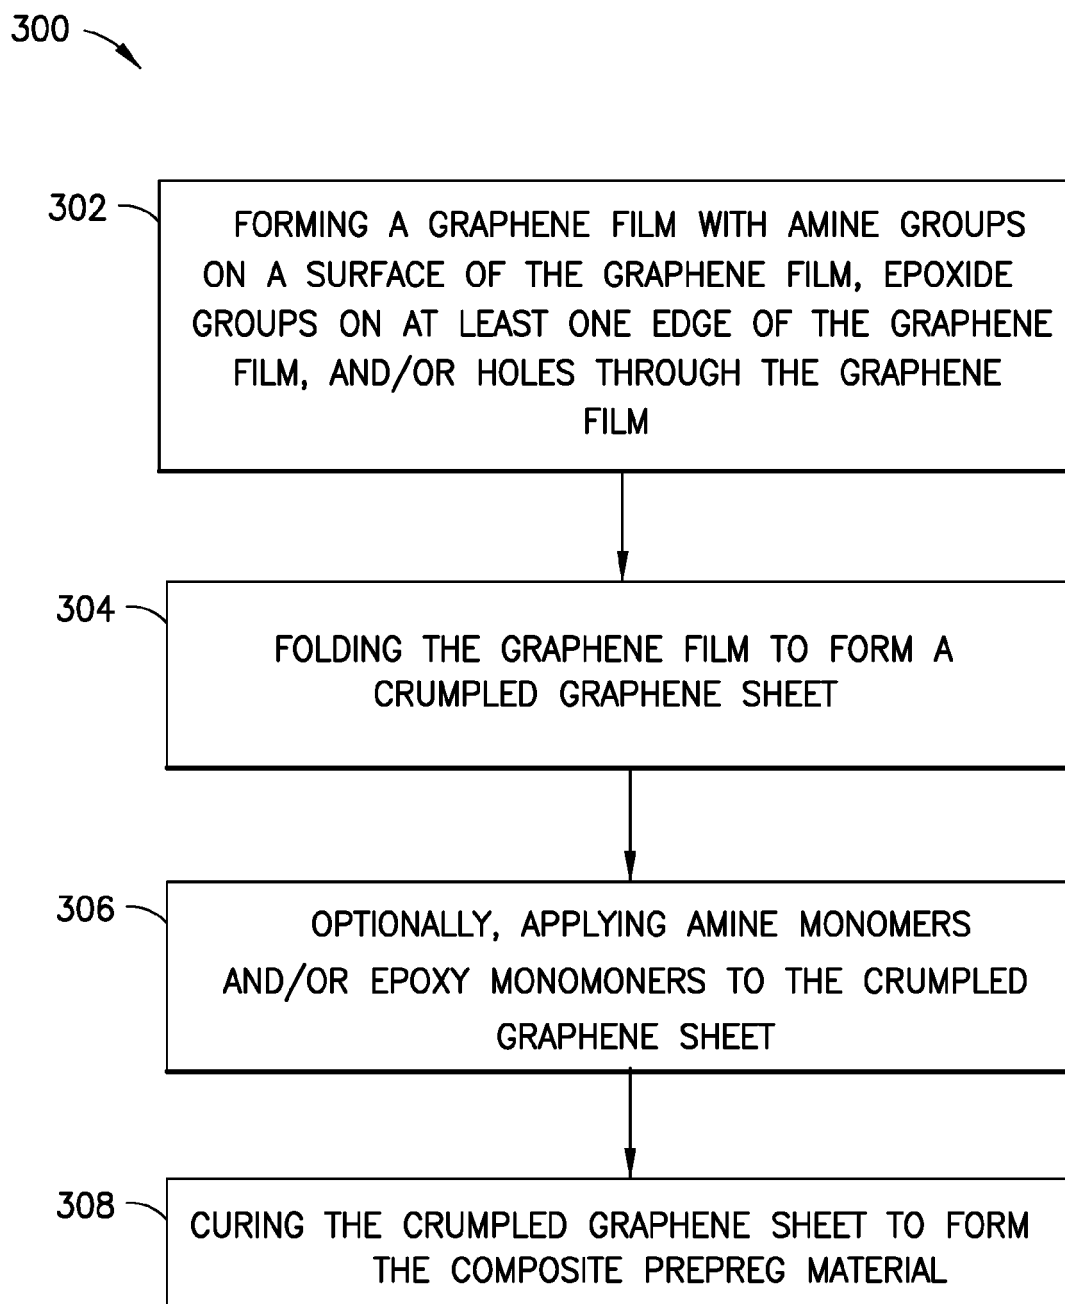 300
302
FORMING A GRAPHENE FILM WITH AMINE GROUPS
ON A SURFACE OF THE GRAPHENE FILM, EPOXIDE
GROUPS ON AT LEAST ONE EDGE OF THE GRAPHENE
FILM, AND/OR HOLES THROUGH THE GRAPHENE
FILM
304
FOLDING THE GRAPHENE FILM TO FORM A
CRUMPLED GRAPHENE SHEET
306
OPTIONALLY, APPLYING AMINE MONOMERS
AND/OR EPOXY MONOMONERS TO THE CRUMPLED
GRAPHENE SHEET
308
CURING THE CRUMPLED GRAPHENE SHEET TO FORM
THE COMPOSITE PREPREG MATERIAL